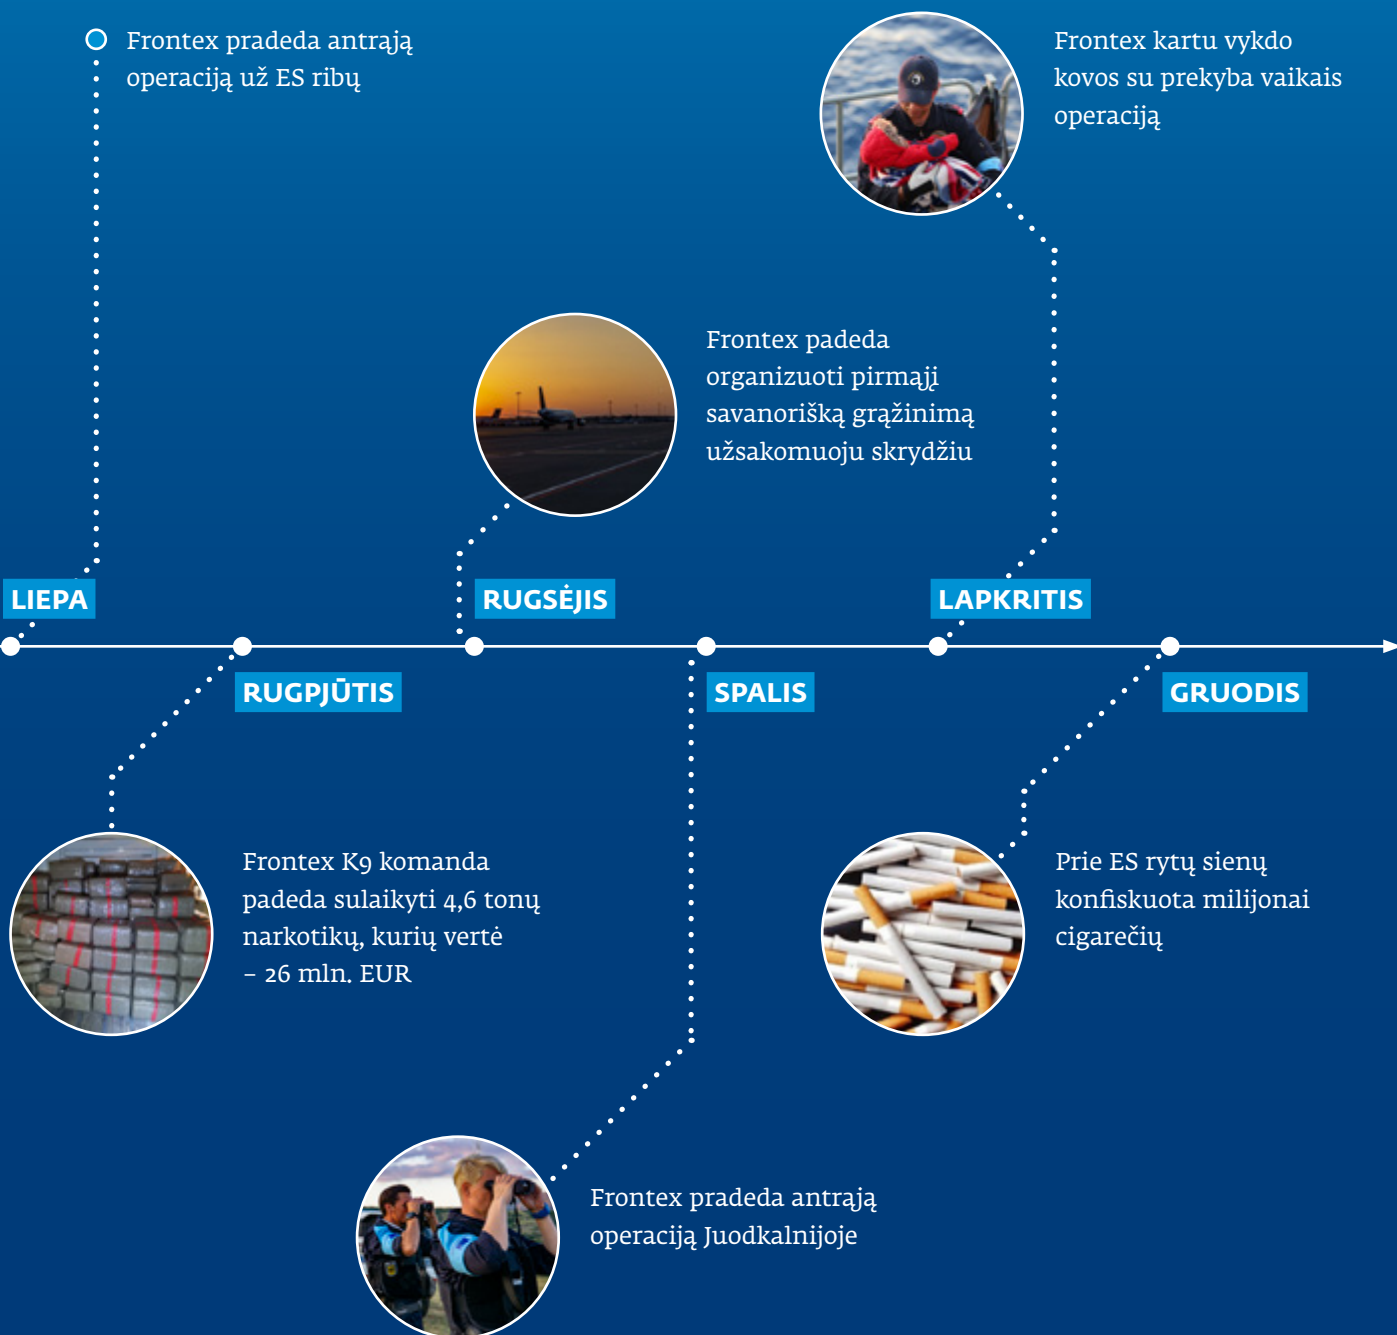 Frontex pradeda antrąją
operaciją už ES ribų
Frontex kartu vykdo
kovos su prekyba vaikais
operaciją
Frontex padeda
organizuoti pirmąjį
savanorišką grąžinimą
užsakomuoju skrydžiu
LIEPA
RUGSĖJIS
LAPKRITIS
RUGPJŪTIS
SPALIS
GRUODIS
Frontex K9 komanda
padeda sulaikyti 4,6 tonų
narkotikų, kurių vertė
– 26 mln. EUR
Prie ES rytų sienų
konfiskuota milijonai
cigarečių
Frontex pradeda antrąją
operaciją Juodkalnijoje